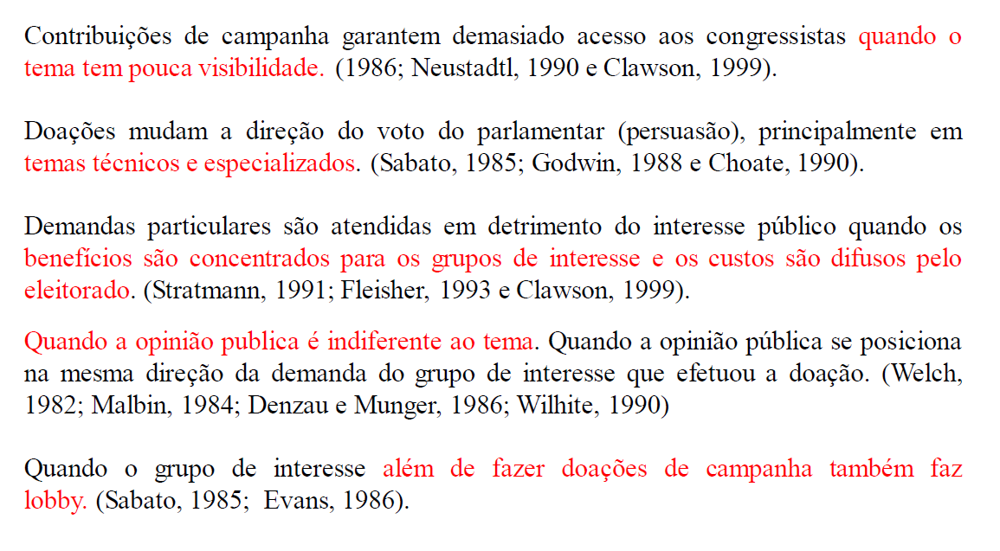 Contribuições de campanha garantem demasiado acesso aos congressistas quando o
tema tem pouca visibilidade. (1986; Neustadtl, 1990 e Clawson, 1999).
Doações mudam a direção do voto do parlamentar (persuasão), principalmente em
temas técnicos e especializados. (Sabato, 1985; Godwin, 1988 e Choate, 1990).
Demandas particulares são atendidas em detrimento do interesse público quando os
benefícios são concentrados para os grupos de interesse e os custos são difusos pelo
eleitorado. (Stratmann, 1991; Fleisher, 1993 e Clawson, 1999).
Quando a opinião publica é indiferente ao tema. Quando a opinião pública se posiciona
na mesma direção da demanda do grupo de interesse que efetuou a doação. (Welch,
1982; Malbin, 1984; Denzau e Munger, 1986; Wilhite, 1990)
Quando o grupo de interesse além de fazer doações de campanha também faz
lobby. (Sabato, 1985; Evans, 1986).